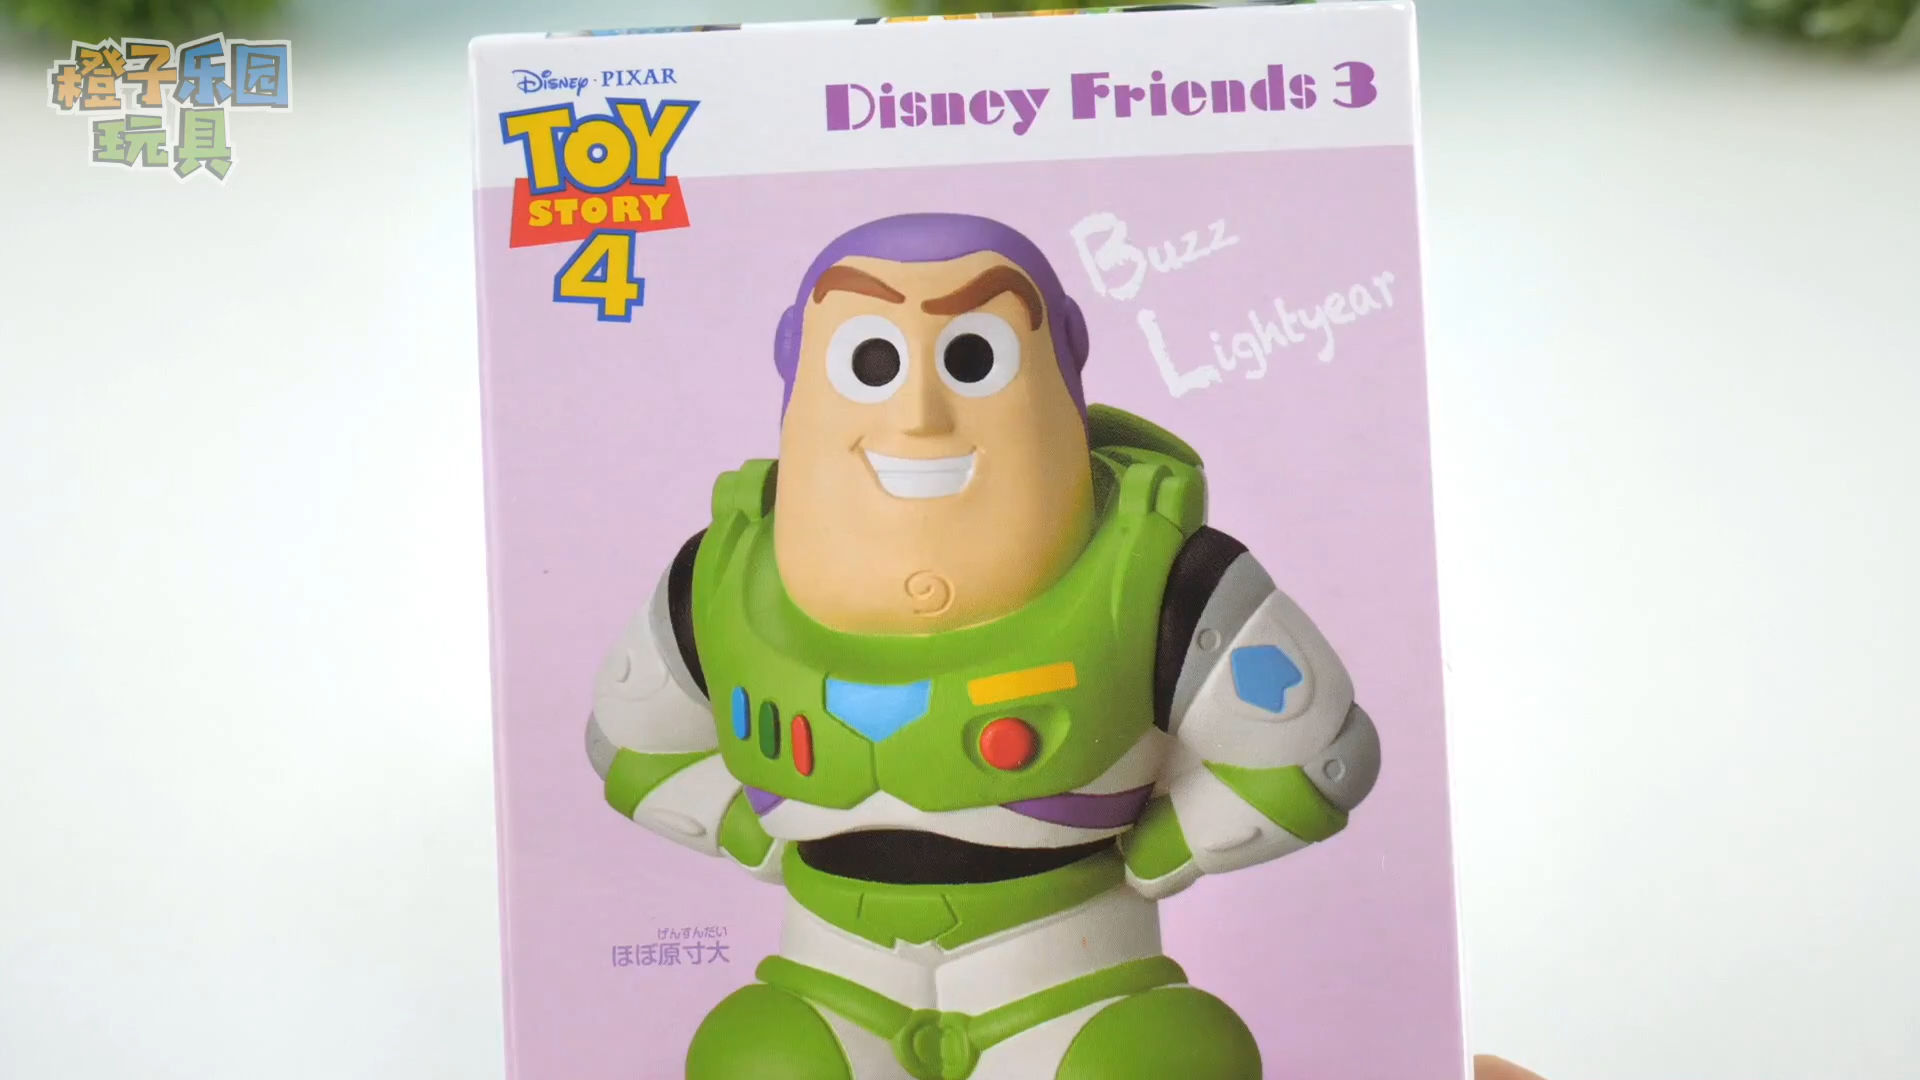 橙子乐园
玩具
Disney · PIXAR
TOY
STORY
4
Disney Friends 3
Buzz
Lightyear
げんすんだい
ほぼ原寸大